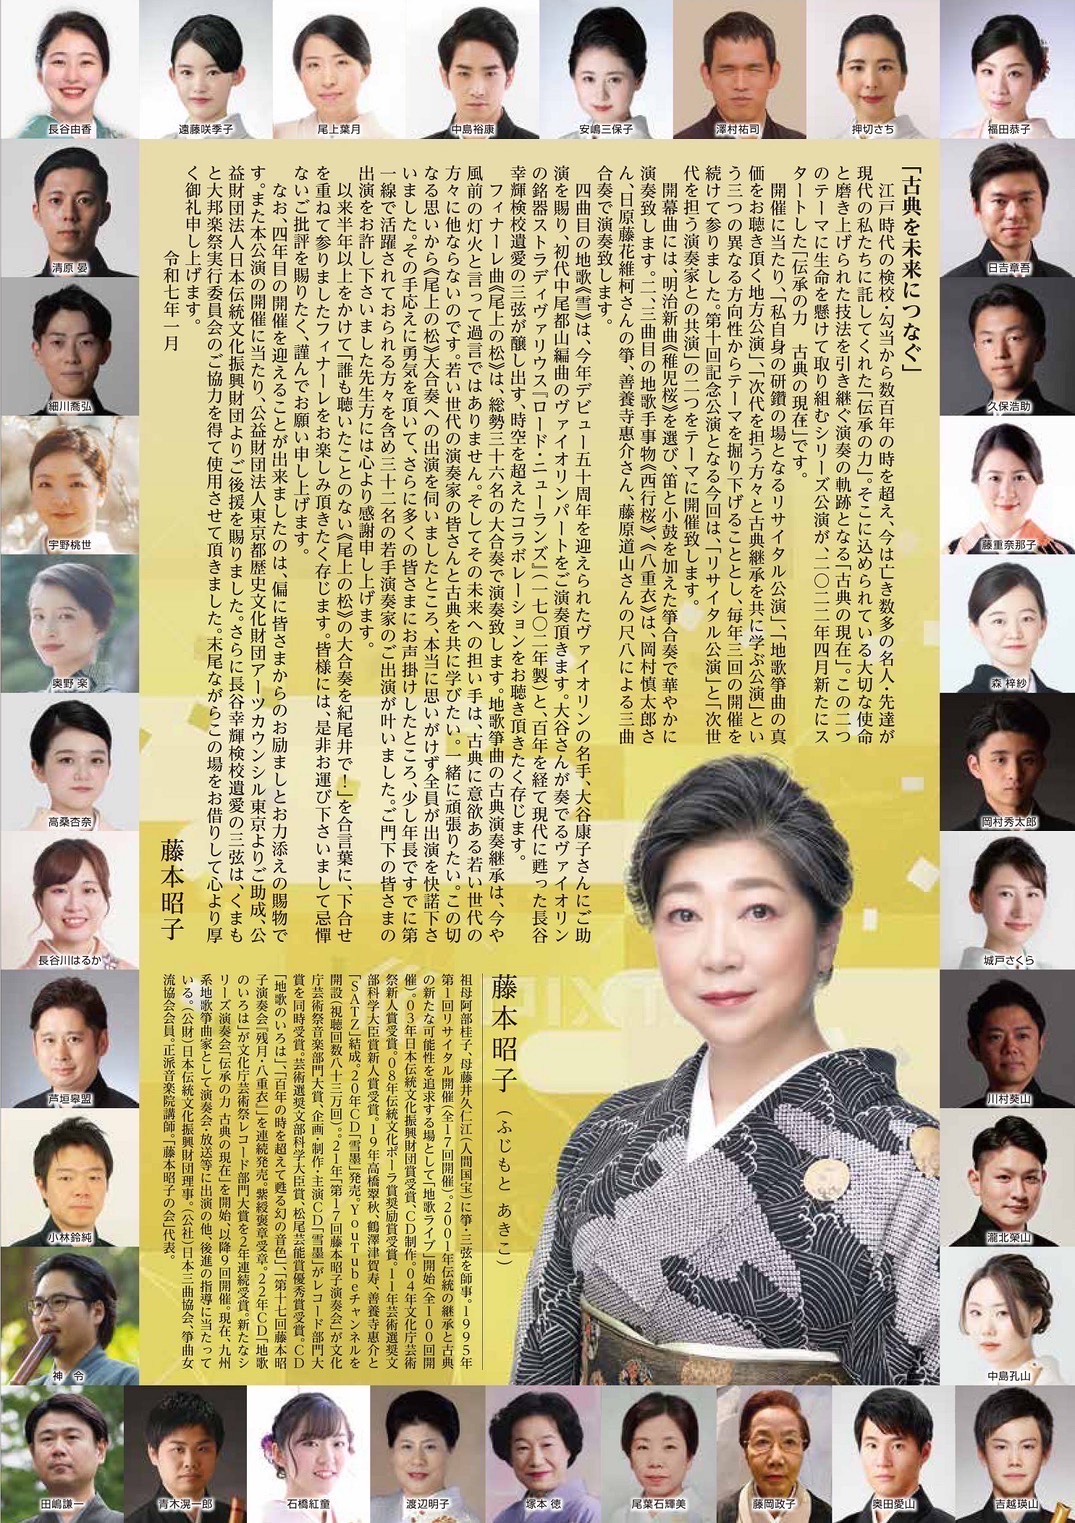 長谷由香
遠藤咲季子
尾上葉月
中島裕康
安嶋三保子
澤村祐司
押切さち
福田恭子
清原 晏
細川喬弘
宇野桃世
奥野 楽
高桑杏奈
長谷川はるか
芦垣皋盟
小林鈴純
神 令
日吉章吾
久保浩助
藤重奈那子
森 梓紗
岡村秀太郎
城戸さくら
川村葵山
瀧北榮山
中島孔山
「古典を未来につなぐ」
江戸時代の検校・勾当から数百年の時を超え、今は亡き数多の名人・先達が
現代の私たちに託してくれた「伝承の力」。そこに込められている大切な使命
と磨き上げられた技法を引き継ぐ演奏の軌跡となる「古典の現在」。この二つ
のテーマに生命を懸けて取り組むシリーズ公演が、二〇二二年四月新たにス
タートした「伝承の力 古典の現在」です。
開催に当たり、「私自身の研鑽の場となるリサイタル公演」、「地歌箏曲の真
価をお聴き頂く地方公演」、「次代を担う方々と古典継承を共に学ぶ公演」とい
う三つの異なる方向性からテーマを掘り下げることとし、毎年三回の開催を
続けて参りました。第十回記念公演となる今回は、「リサイタル公演」と「次世
代を担う演奏家との共演」の二つをテーマに開催致します。
開幕曲には、明治新曲《稚児桜》を選び、笛と小鼓を加えた箏合奏で華やかに
演奏致します。二、三曲目の地歌手事物《西行桜》、《八重衣》は、岡村慎太郎さ
ん、日原藤花維柯さんの箏、善養寺惠介さん、藤原道山さんの尺八による三曲
合奏で演奏致します。
四曲目の地歌《雪》は、今年デビュー五十周年を迎えられたヴァイオリンの名手、大谷康子さんにご助
演を賜り、初代中尾都山編曲のヴァイオリンパートをご演奏頂きます。大谷さんが奏でるヴァイオリン
の銘器ストラディヴァリウス『ロード・ニューランズ』(一七〇二年製)と、百年を経て現代に甦った長谷
幸輝検校遺愛の三弦が醸し出す、時空を超えたコラボレーションをお聴き頂きたく存じます。
フィナーレ曲《尾上の松》は、総勢三十六名の大合奏で演奏致します。地歌箏曲の古典演奏継承は、今や
風前の灯火と言って過言ではありません。そしてその未来への担い手は、古典に意欲ある若い世代の
方々に他ならないのです。若い世代の演奏家の皆さんと古典を共に学びたい。一緒に頑張りたい。この切
なる思いから《尾上の松》大合奏への出演を伺いましたところ、本当に思いがけず全員が出演を快諾下さ
いました。その手応えに勇気を頂いて、さらに多くの皆さまにお声掛けしたところ、少し年長ですでに第
一線で活躍されておられる方々を含め三十二名の若手演奏家のご出演が叶いました。ご門下の皆さまの
出演をお許し下さいました先生方には心より感謝申し上げます。
以来半年以上をかけて「誰も聴いたことのない《尾上の松》の大合奏を紀尾井で!」を合言葉に、下合せ
を重ねて参りましたフィナーレをお楽しみ頂きたく存じます。皆様には、是非お運び下さいまして忌憚
ないご批評を賜りたく、謹んでお願い申し上げます。
なお、四年目の開催を迎えることが出来ましたのは、偏に皆さまからのお励ましとお力添えの賜物で
す。また本公演の開催に当たり、公益財団法人東京都歴史文化財団アーツカウンシル東京よりご助成、公
益財団法人日本伝統文化振興財団よりご後援を賜りました。さらに長谷幸輝検校遺愛の三弦は、くまも
と大邦楽祭実行委員会のご協力を得て使用させて頂きました。末尾ながらこの場をお借りして心より厚
く御礼申し上げます。
令和七年一月
藤本昭子
藤本昭子 (ふじもと あきこ)
祖母阿部桂子、母藤井久仁江(人間国宝)に箏・三弦を師事。1995年
第1回リサイタル開催(全17回開催)。2001年伝統の継承と古典
の新たな可能性を追求する場として「地歌ライブ」開始(全100回開
催)。03年日本伝統文化振興財団賞受賞、CD制作。04年文化庁芸術
祭新人賞受賞。08年伝統文化ポーラ賞奨励賞受賞。11年芸術選奨文
部科学大臣賞新人賞受賞。19年高橋翠秋、鶴澤津賀寿、善養寺惠介と
「SATZ」結成。20年CD「雪墨」発売。YouTubeチャンネルを
開設(視聴回数八十三万回)。21年「第17回藤本昭子演奏会」が文化
庁芸術祭音楽部門大賞、企画・制作・主演CD「雪墨」がレコード部門大
賞を同時受賞。芸術選奨文部科学大臣賞、松尾芸能賞優秀賞受賞。CD
「地歌のいろは」、「百年の時を超えて甦る幻の音色」、「第十七回藤本昭
子演奏会「残月・八重衣」」を連続発売。紫綬褒章受章。22年CD「地歌
のいろは」が文化庁芸術祭レコード部門大賞を2年連続受賞。新たなシ
リーズ演奏会「伝承の力 古典の現在」を開始、以降9回開催。現在、九州
系地歌箏曲家として演奏会・放送等に出演の他、後進の指導に当たって
いる。(公財)日本伝統文化振興財団理事。(公社)日本三曲協会、箏曲女
流協会会員。正派音楽院講師。「藤本昭子の会」代表。
田嶋謙一
青木滉一郎
石橋紅童
渡辺明子
塚本 徳
尾葉石輝美
藤岡政子
奥田愛山
吉越瑛山